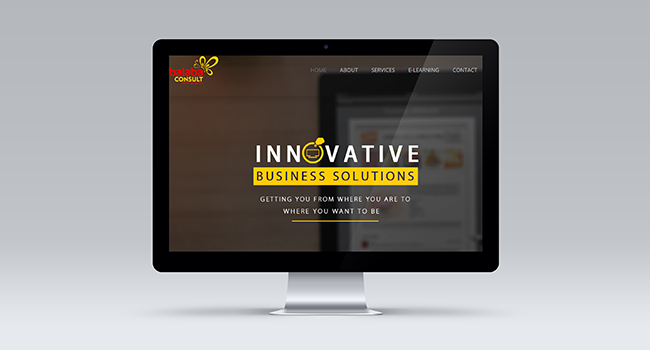 balaba
CONSULT
HOME ABOUT SERVICES E-LEARNING CONTACT
INNOVATIVE
BUSINESS SOLUTIONS
GETTING YOU FROM WHERE YOU ARE TO
WHERE YOU WANT TO BE